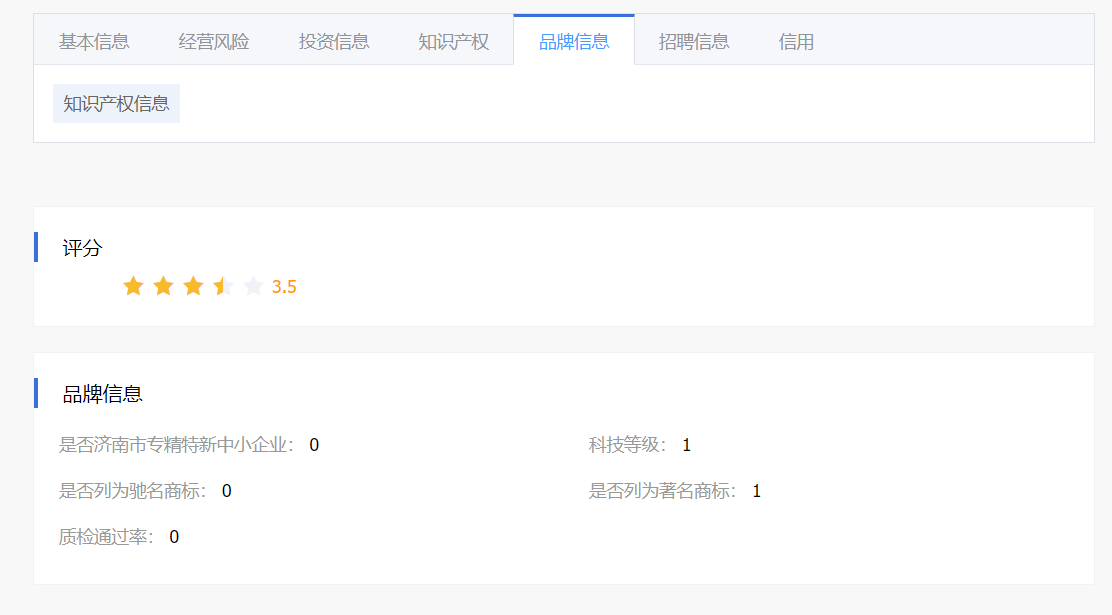 基本信息 经营风险 投资信息 知识产权 品牌信息 招聘信息 信用
知识产权信息
评分
3.5
品牌信息
是否济南市专精特新中小企业： 0 科技等级： 1
是否列为驰名商标： 0 是否列为著名商标： 1
质检通过率： 0